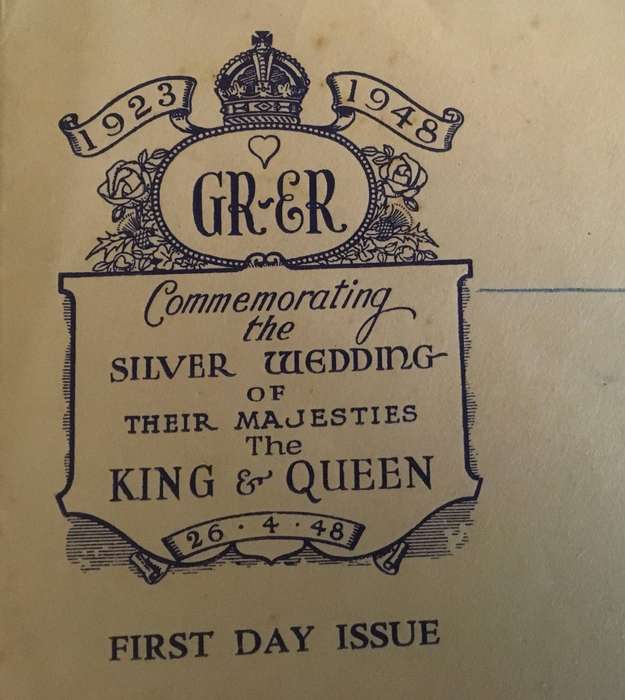 1923 1948
GR-ER
Commemorating
the
SILVER WEDDING
OF
THEIR MAJESTIES
The
KING & QUEEN
26 · 4 · 48
FIRST DAY ISSUE